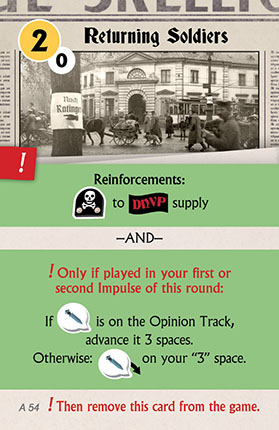 2
0
Returning Soldiers
Nach
Ratingen
!
Reinforcements:
to DNVP supply
—AND—
! Only if played in your first or
second Impulse of this round:
If is on the Opinion Track,
advance it 3 spaces.
Otherwise: on your “3” space.
A 54 ! Then remove this card from the game.